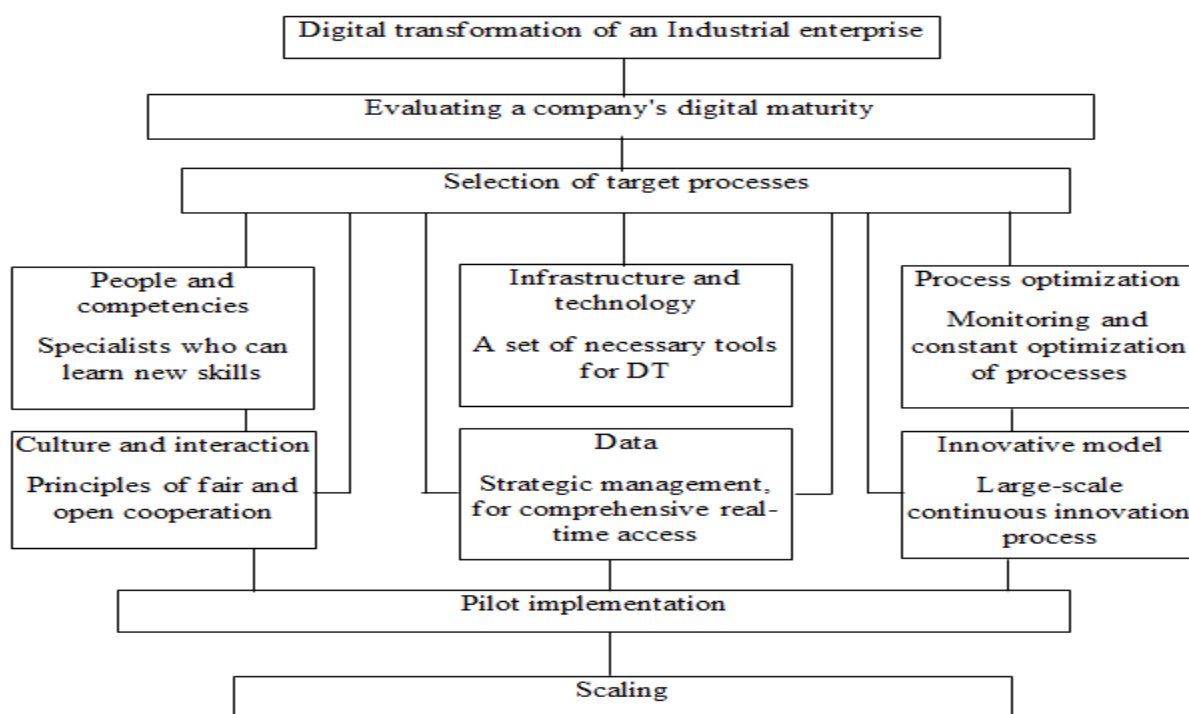 Digital transformation of an Industrial enterprise
Evaluating a company's digital maturity
Selection of target processes
People and
competencies
Specialists who can
learn new skills
Infrastructure and
technology
A set of necessary tools
for DT
Process optimization
Monitoring and
constant optimization
of processes
Culture and interaction
Principles of fair and
open cooperation
Data
Strategic management,
for comprehensive real-
time access
Innovative model
Large-scale
continuous innovation
process
Pilot implementation
Scaling